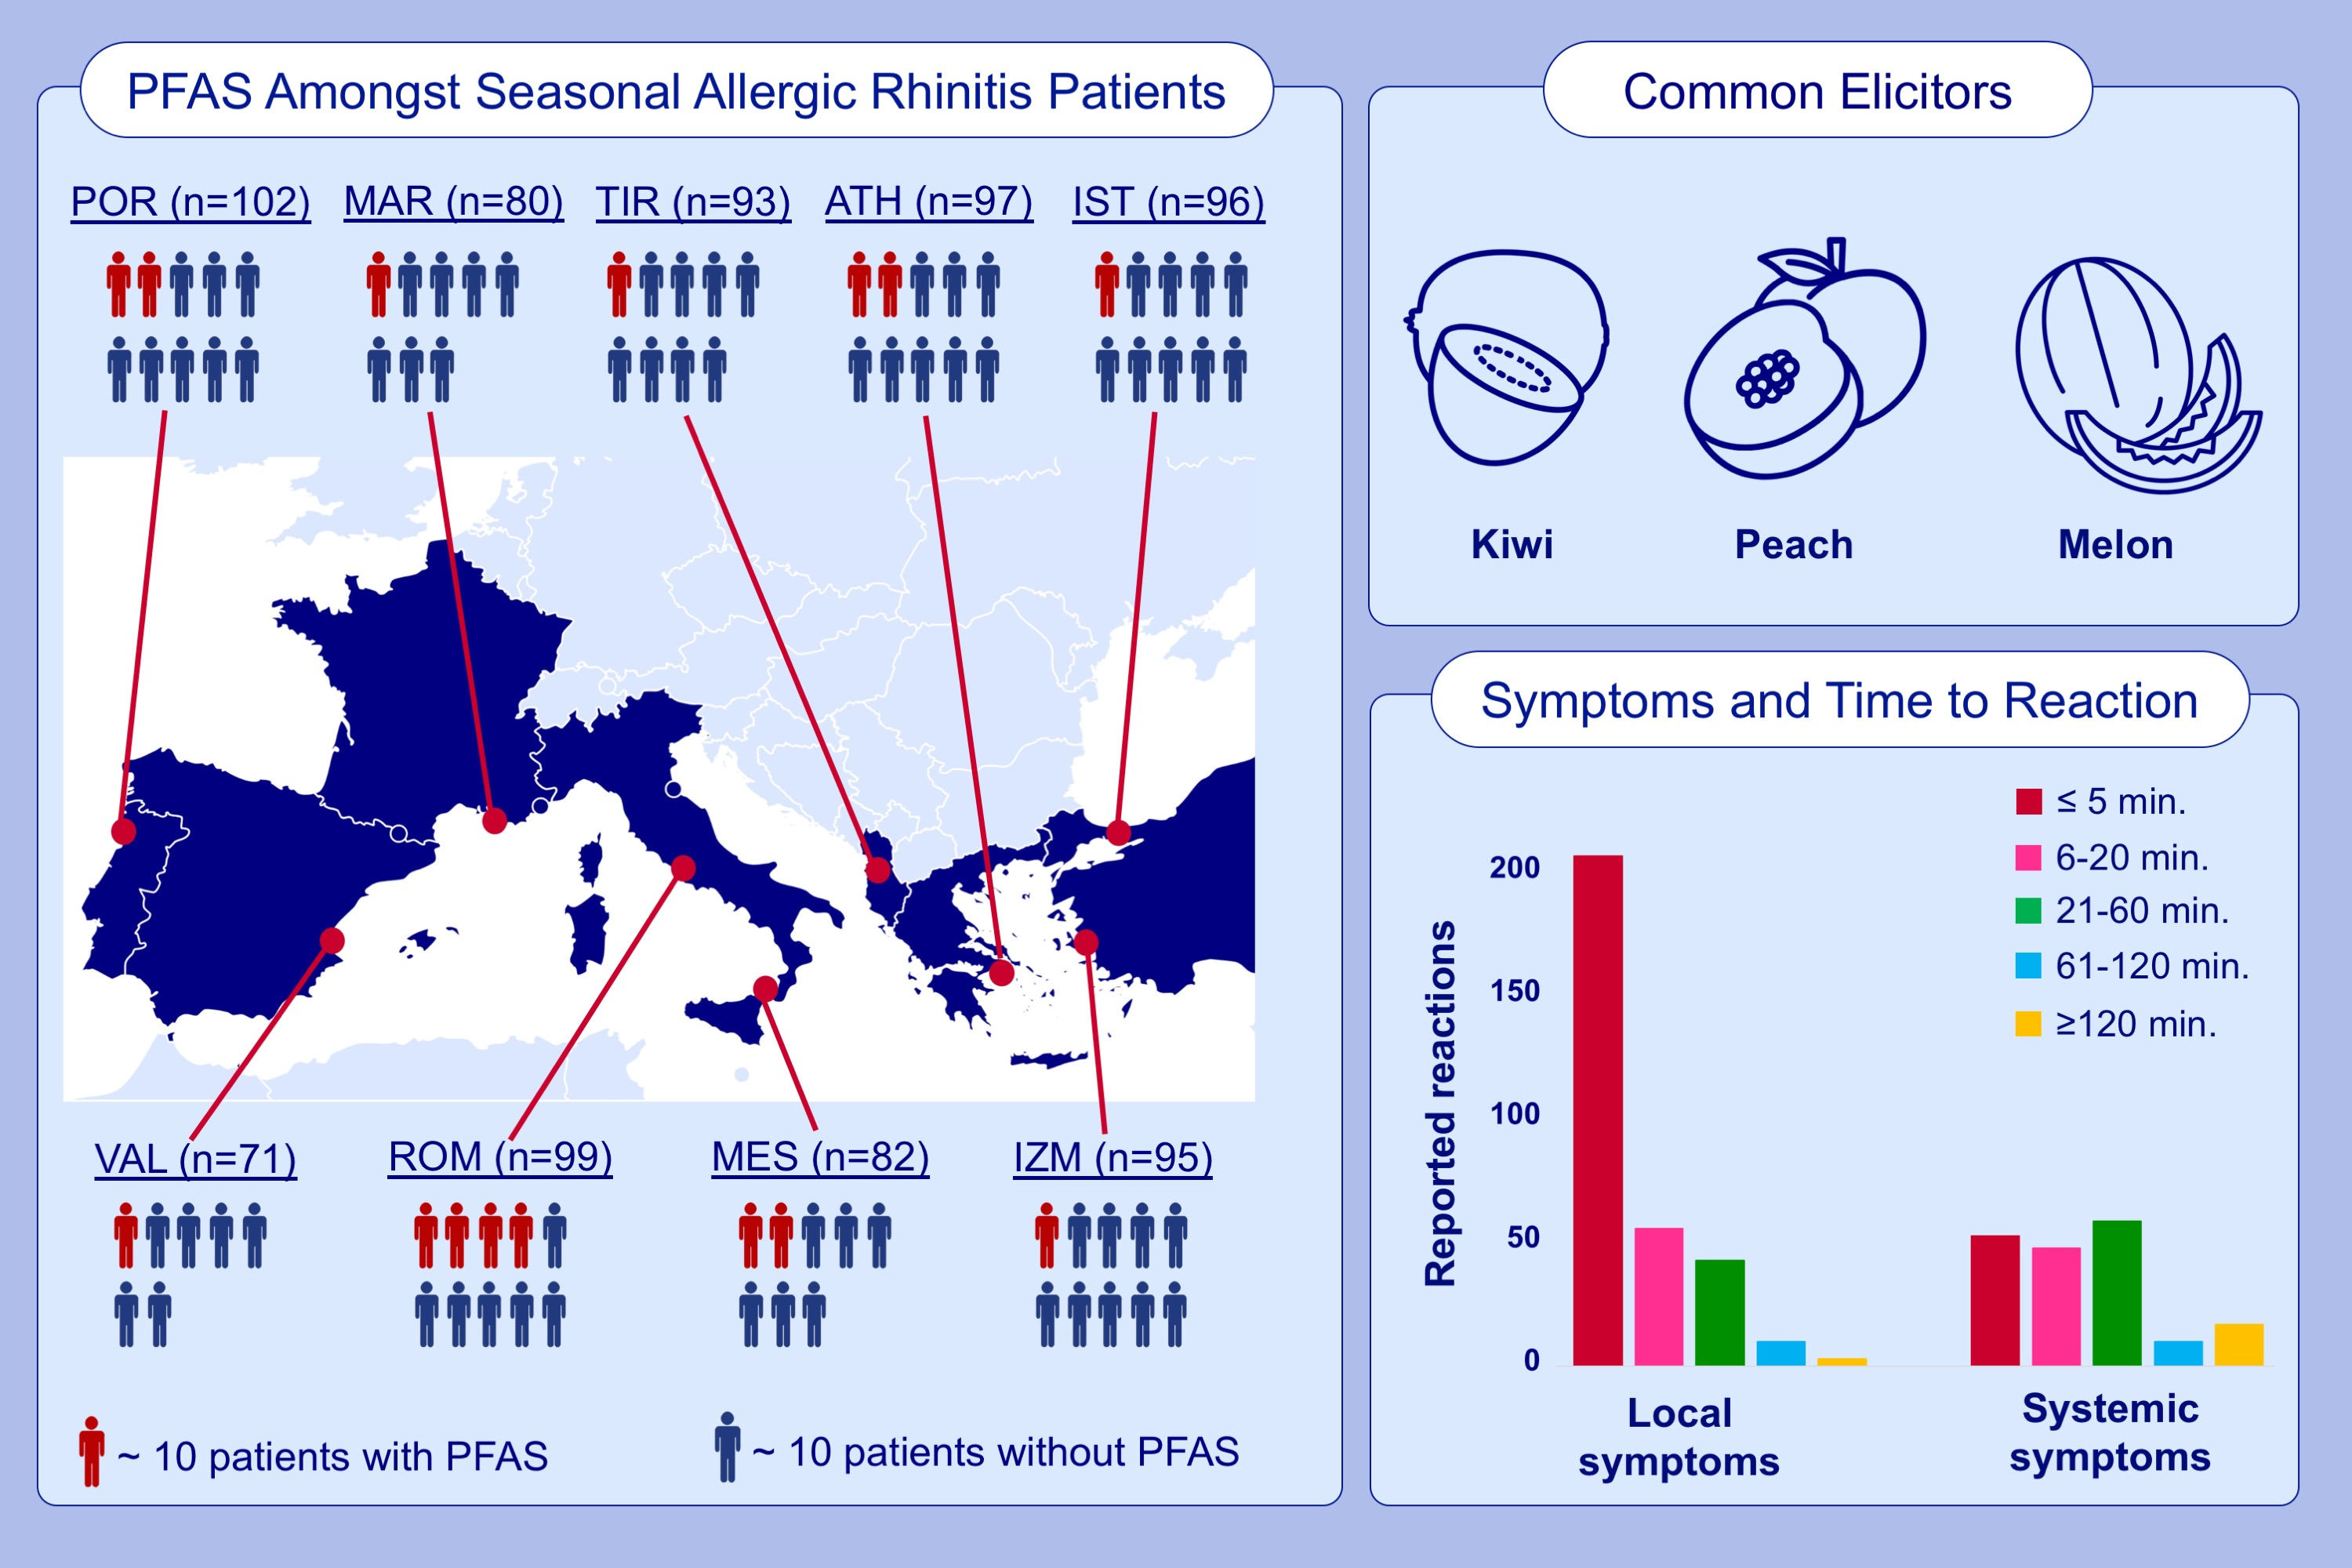 PFAS Amongst Seasonal Allergic Rhinitis Patients
POR (n=102)
MAR (n=80)
TIR (n=93)
ATH (n=97)
IST (n=96)
VAL (n=71)
ROM (n=99)
MES (n=82)
IZM (n=95)
~ 10 patients with PFAS
~ 10 patients without PFAS
Common Elicitors
Kiwi
Peach
Melon
Symptoms and Time to Reaction
≤ 5 min.
6-20 min.
21-60 min.
61-120 min.
≥120 min.
Reported reactions
200
150
100
50
0
Local
symptoms
Systemic
symptoms